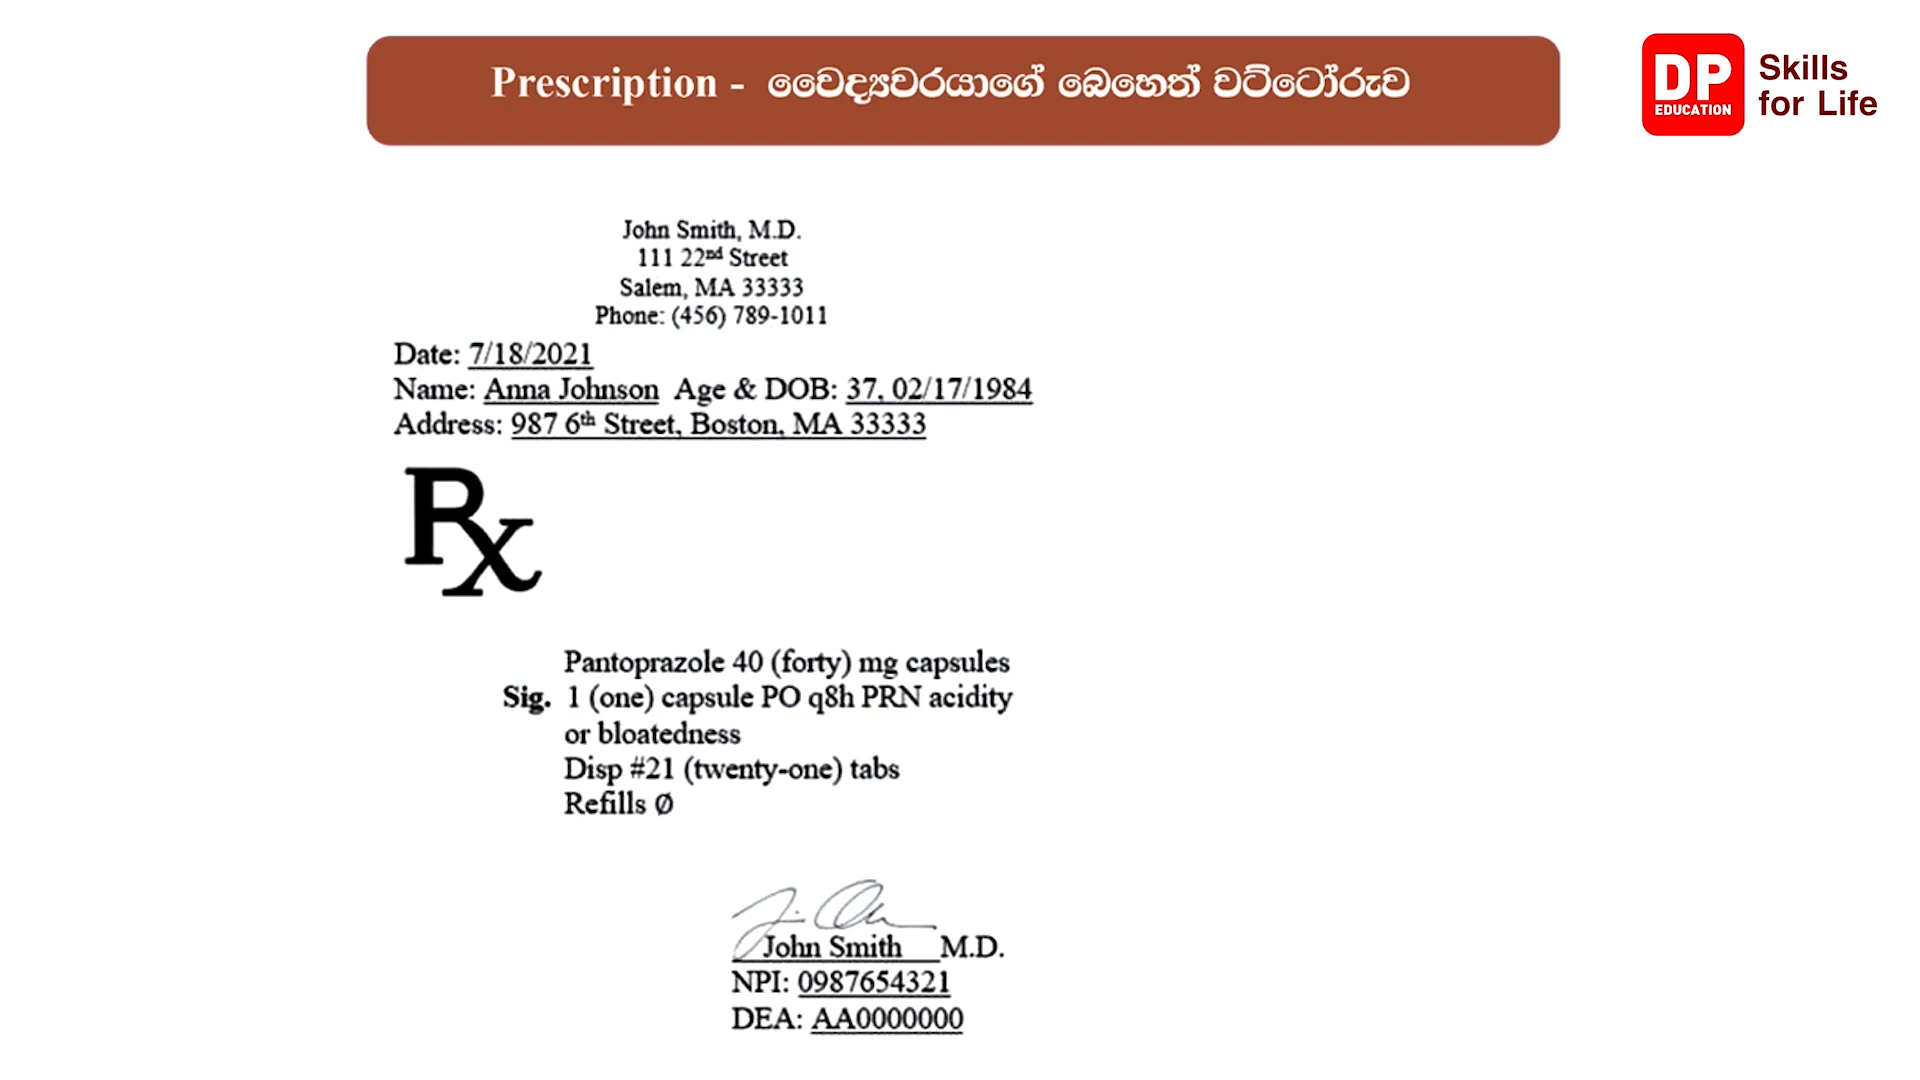 Prescription - වෛද්‍යවරයාගේ බෙහෙත් වට්ටෝරුව
DP
EDUCATION
Skills
for Life
John Smith, M.D.
111 22nd Street
Salem, MA 33333
Phone: (456) 789-1011
Date: 7/18/2021
Name: Anna Johnson Age & DOB: 37, 02/17/1984
Address: 987 6th Street, Boston, MA 33333
Rx
Pantoprazole 40 (forty) mg capsules
Sig. 1 (one) capsule PO q8h PRN acidity
or bloatedness
Disp #21 (twenty-one) tabs
Refills Ø
John Smith M.D.
NPI: 0987654321
DEA: AA0000000